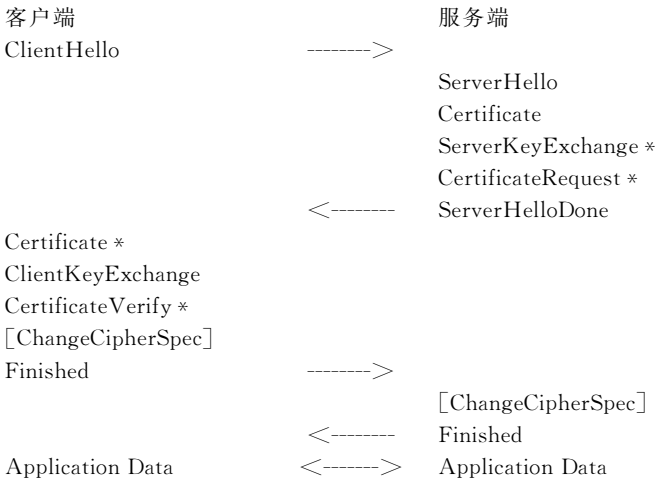 客户端 服务端
ClientHello --------> 
ServerHello
Certificate
ServerKeyExchange *
CertificateRequest *
<-------- ServerHelloDone
Certificate *
ClientKeyExchange
CertificateVerify *
[ChangeCipherSpec]
Finished -------->
[ChangeCipherSpec]
<-------- Finished
Application Data <-------> Application Data